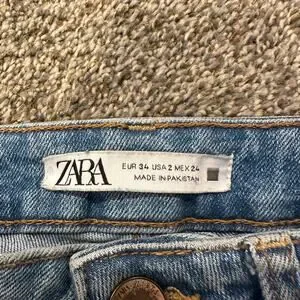 ZARA
EUR 34 USA 2 MEX 24
MADE IN PAKISTAN